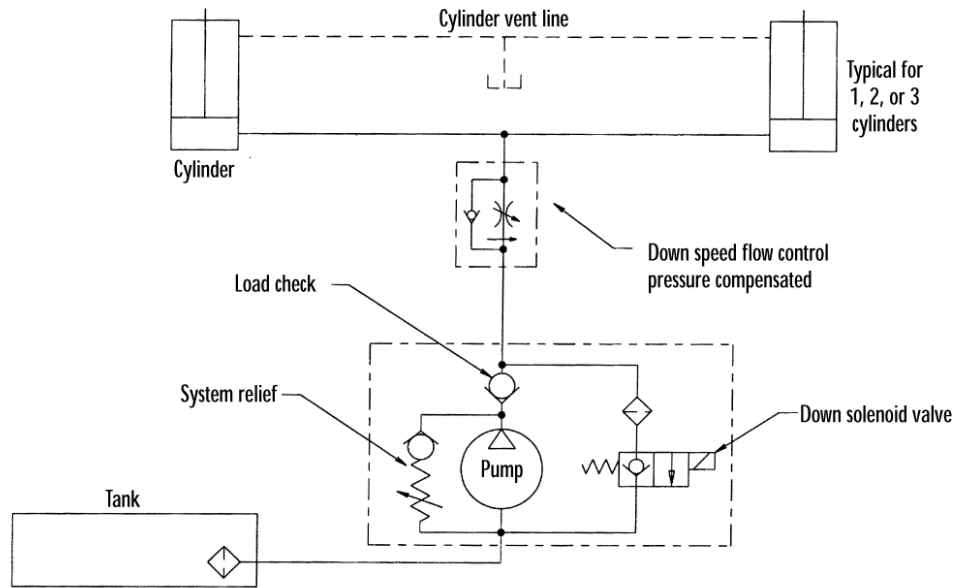 Cylinder vent line
Typical for
1, 2, or 3
cylinders
Cylinder
Down speed flow control
pressure compensated
Load check
System relief
Down solenoid valve
Pump
Tank